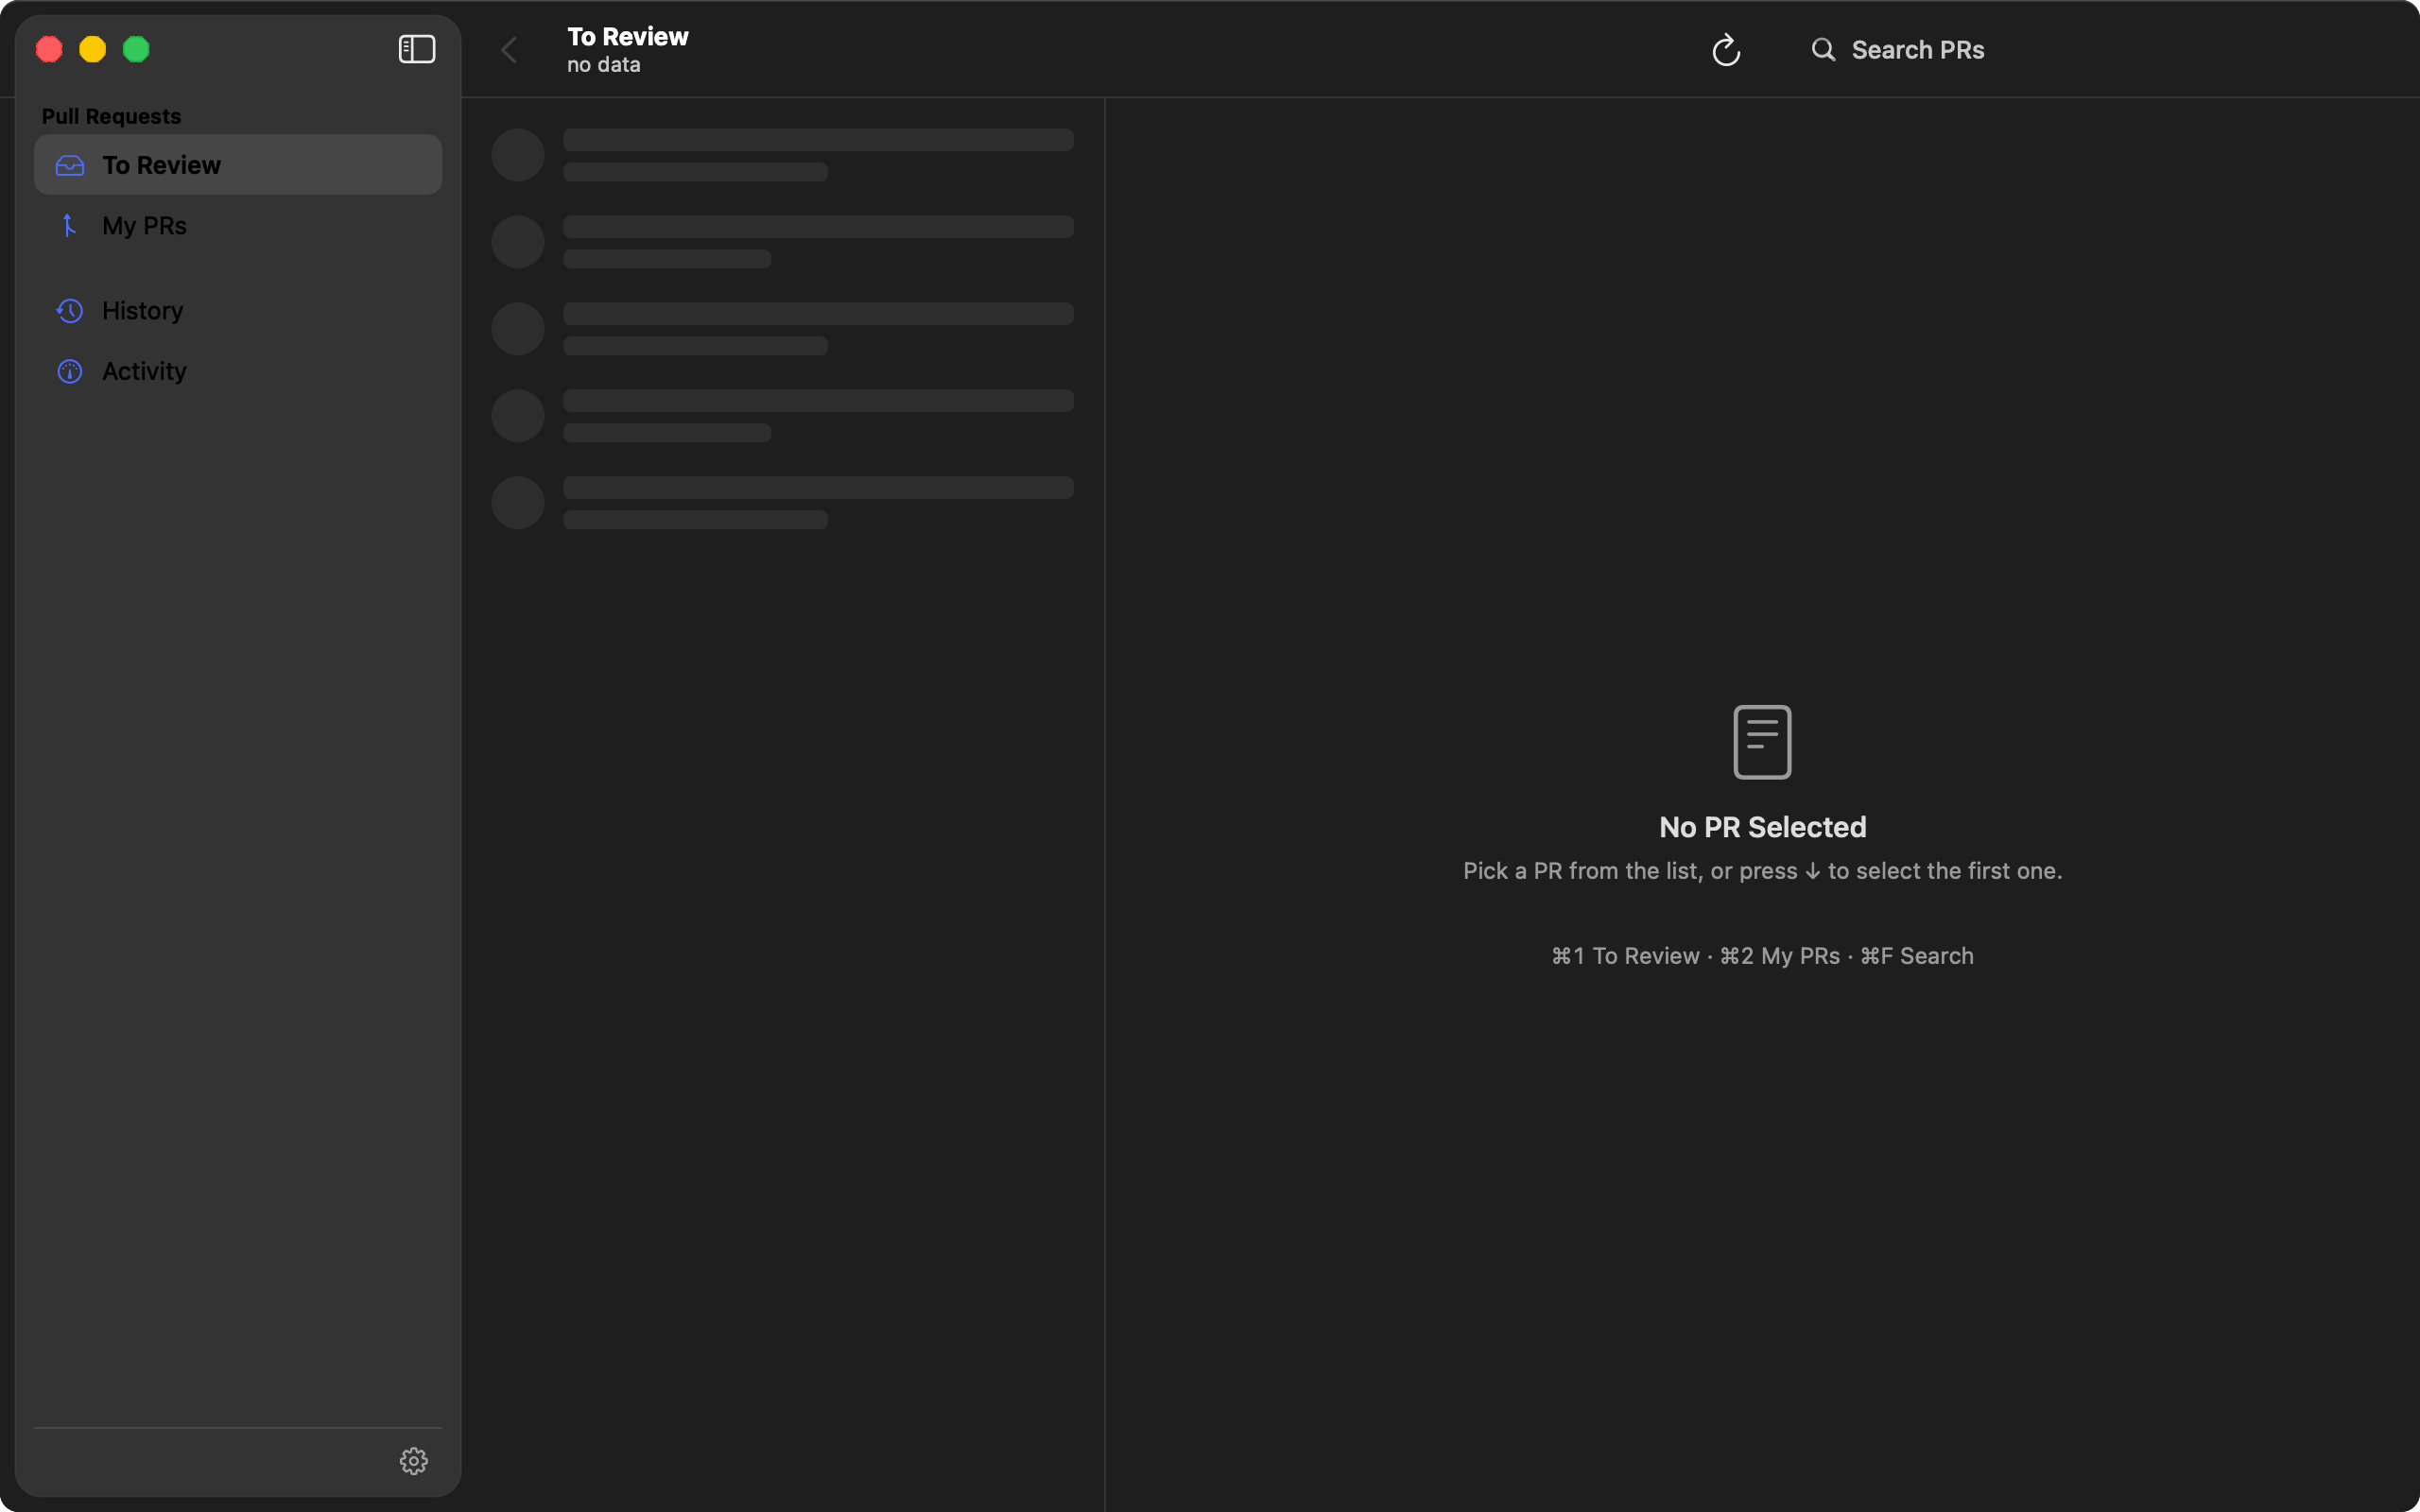 To Review
no data
Search PRs
Pull Requests
To Review
My PRs
History
Activity
No PR Selected
Pick a PR from the list, or press ↓ to select the first one.
⌘1 To Review · ⌘2 My PRs · ⌘F Search